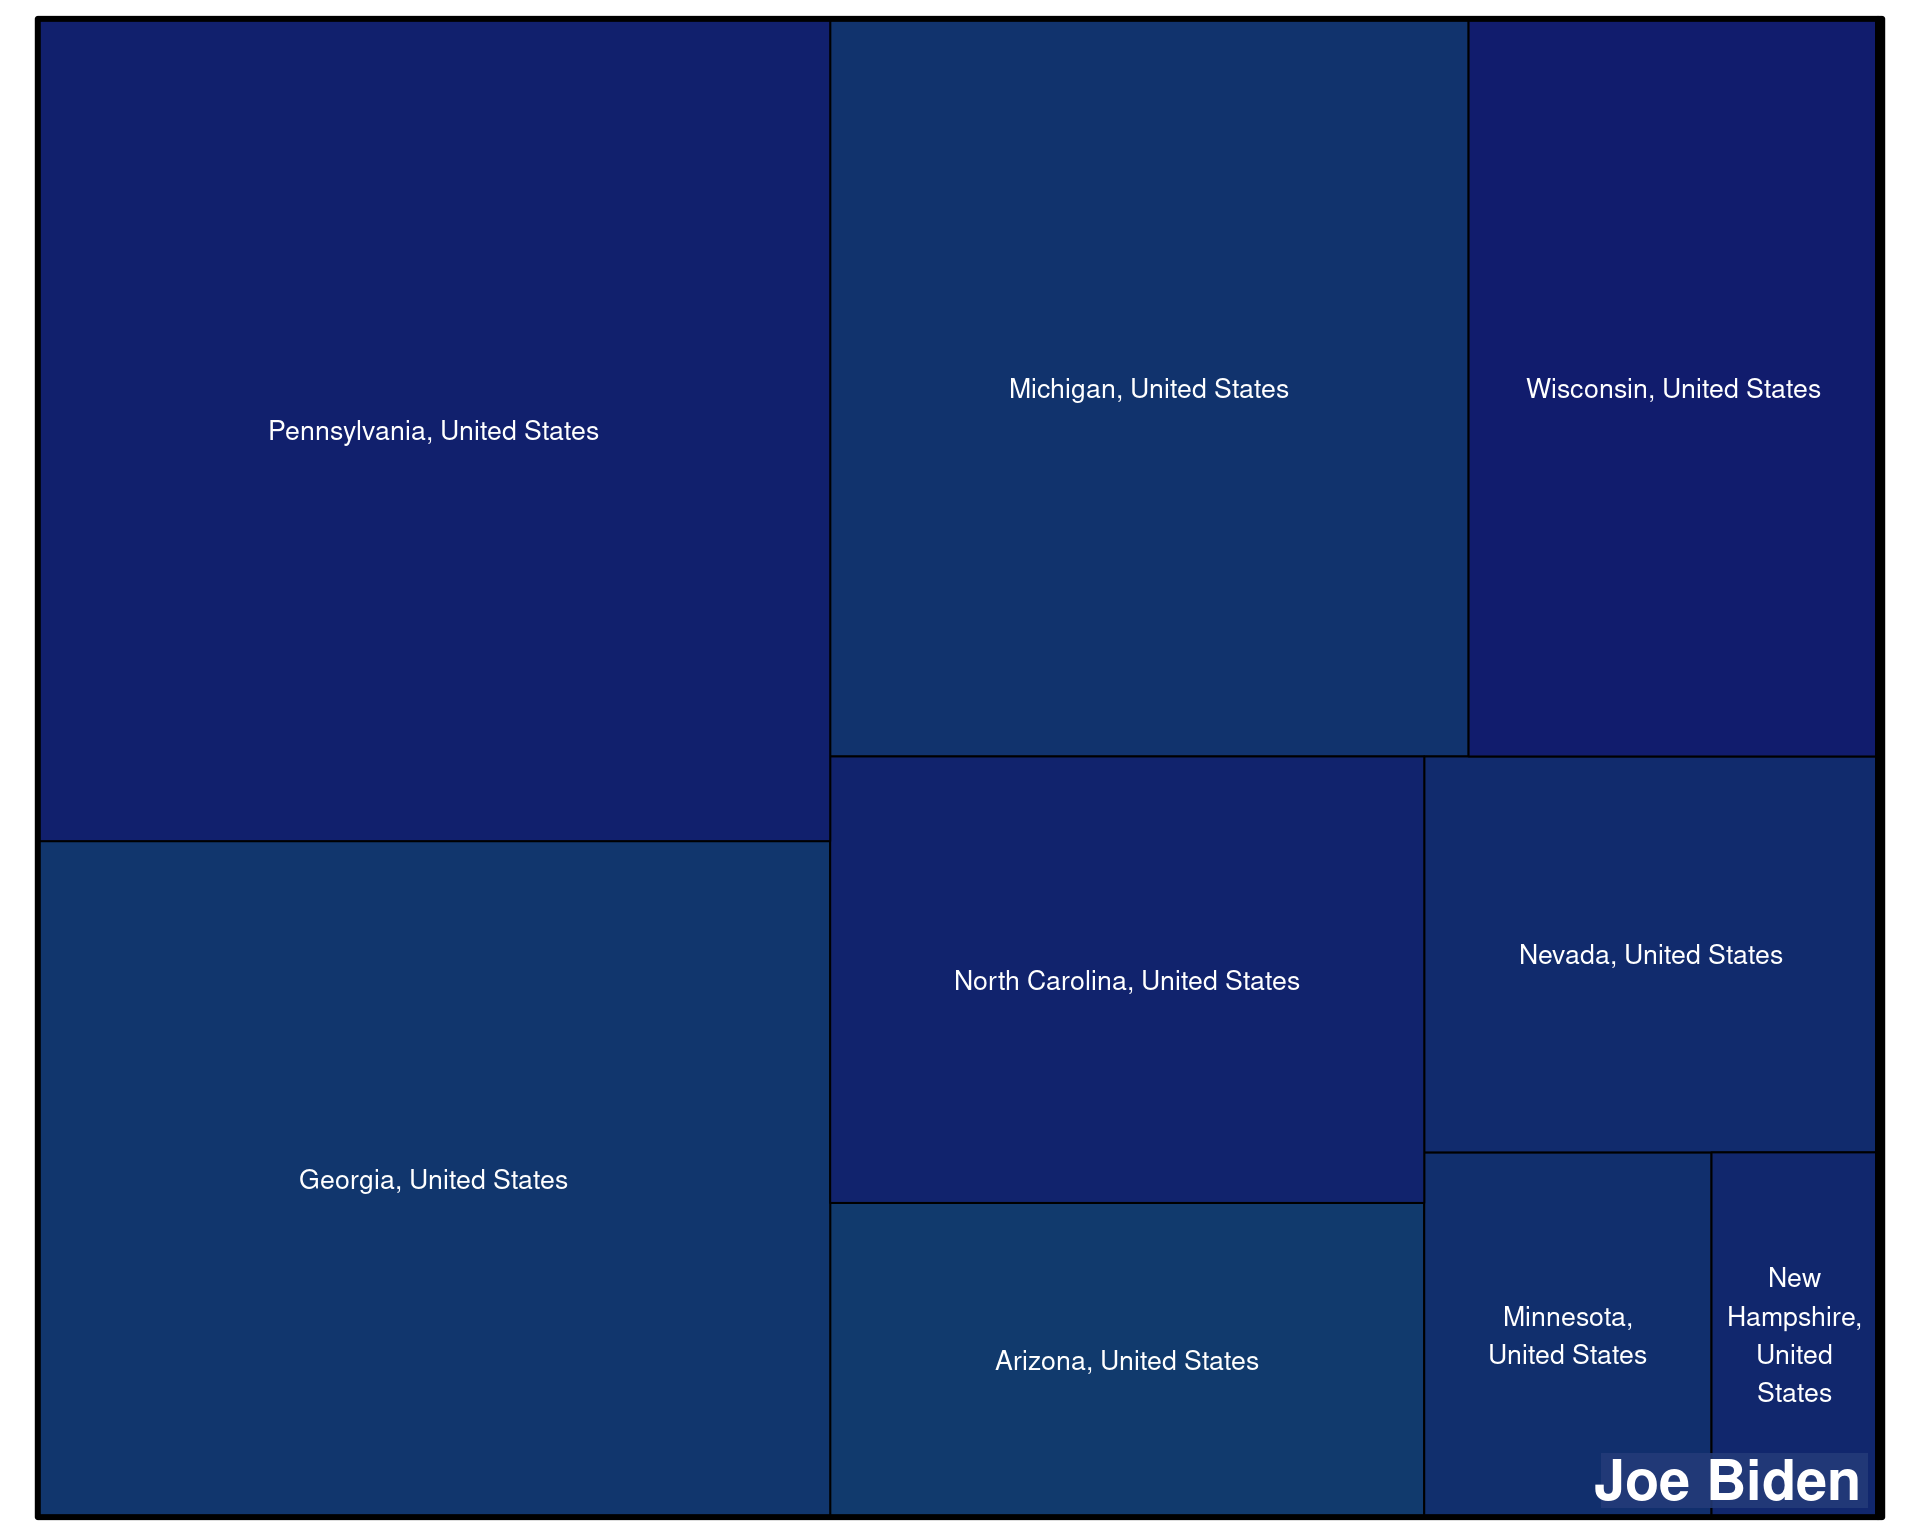 Pennsylvania, United States
Michigan, United States
Wisconsin, United States
Georgia, United States
North Carolina, United States
Nevada, United States
Arizona, United States
Minnesota,
United States
New
Hampshire,
United
States
Joe Biden